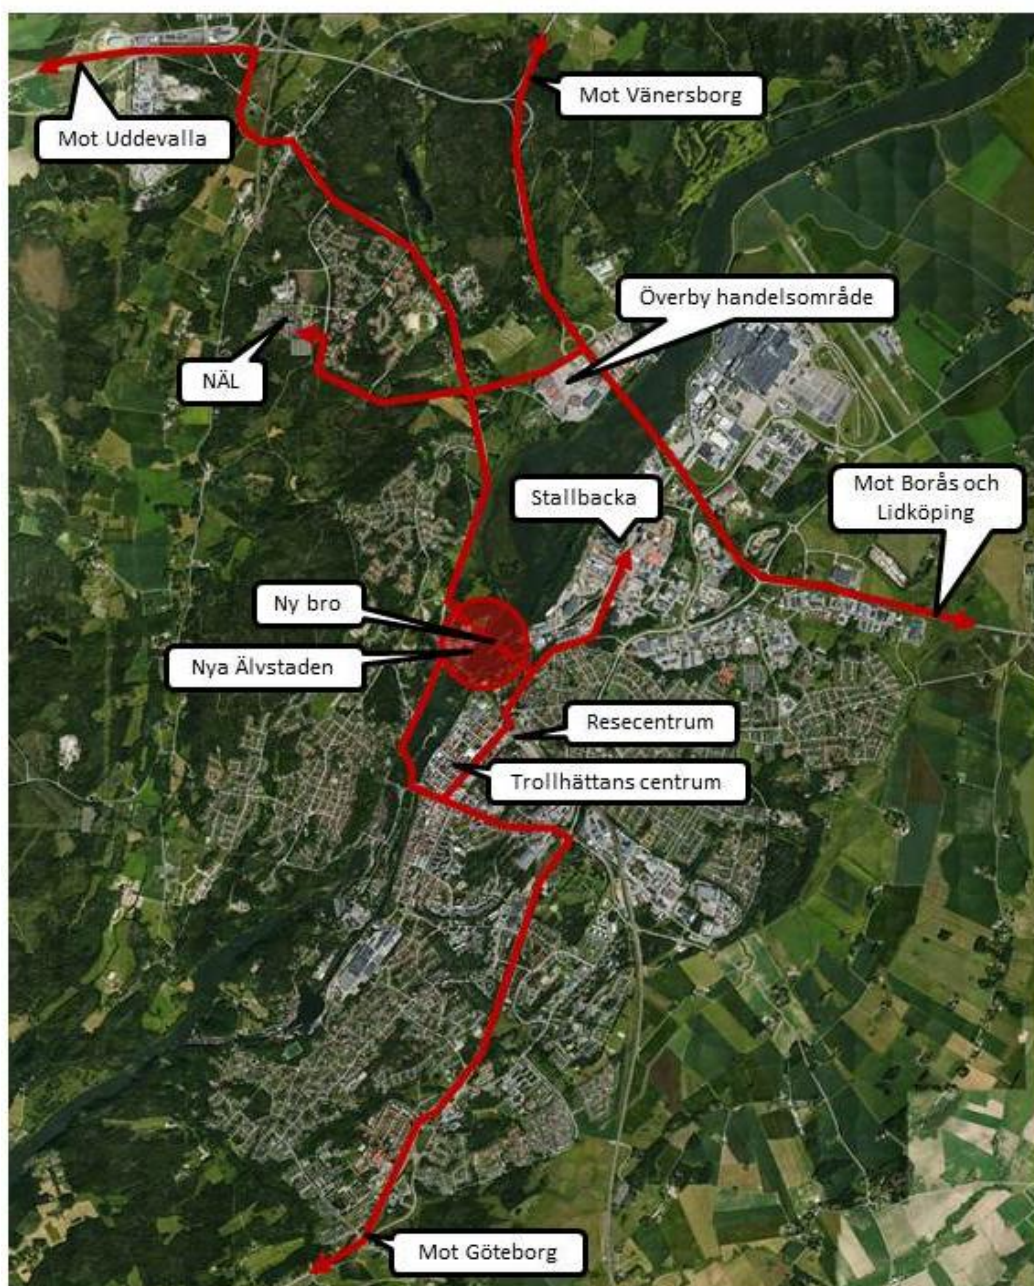 Mot Vänersborg
Mot Uddevalla
Överby handelsområde
NÄL
Stallbacka
Mot Borås och
Lidköping
Ny bro
Nya Älvstaden
Resecentrum
Trollhättans centrum
Mot Göteborg